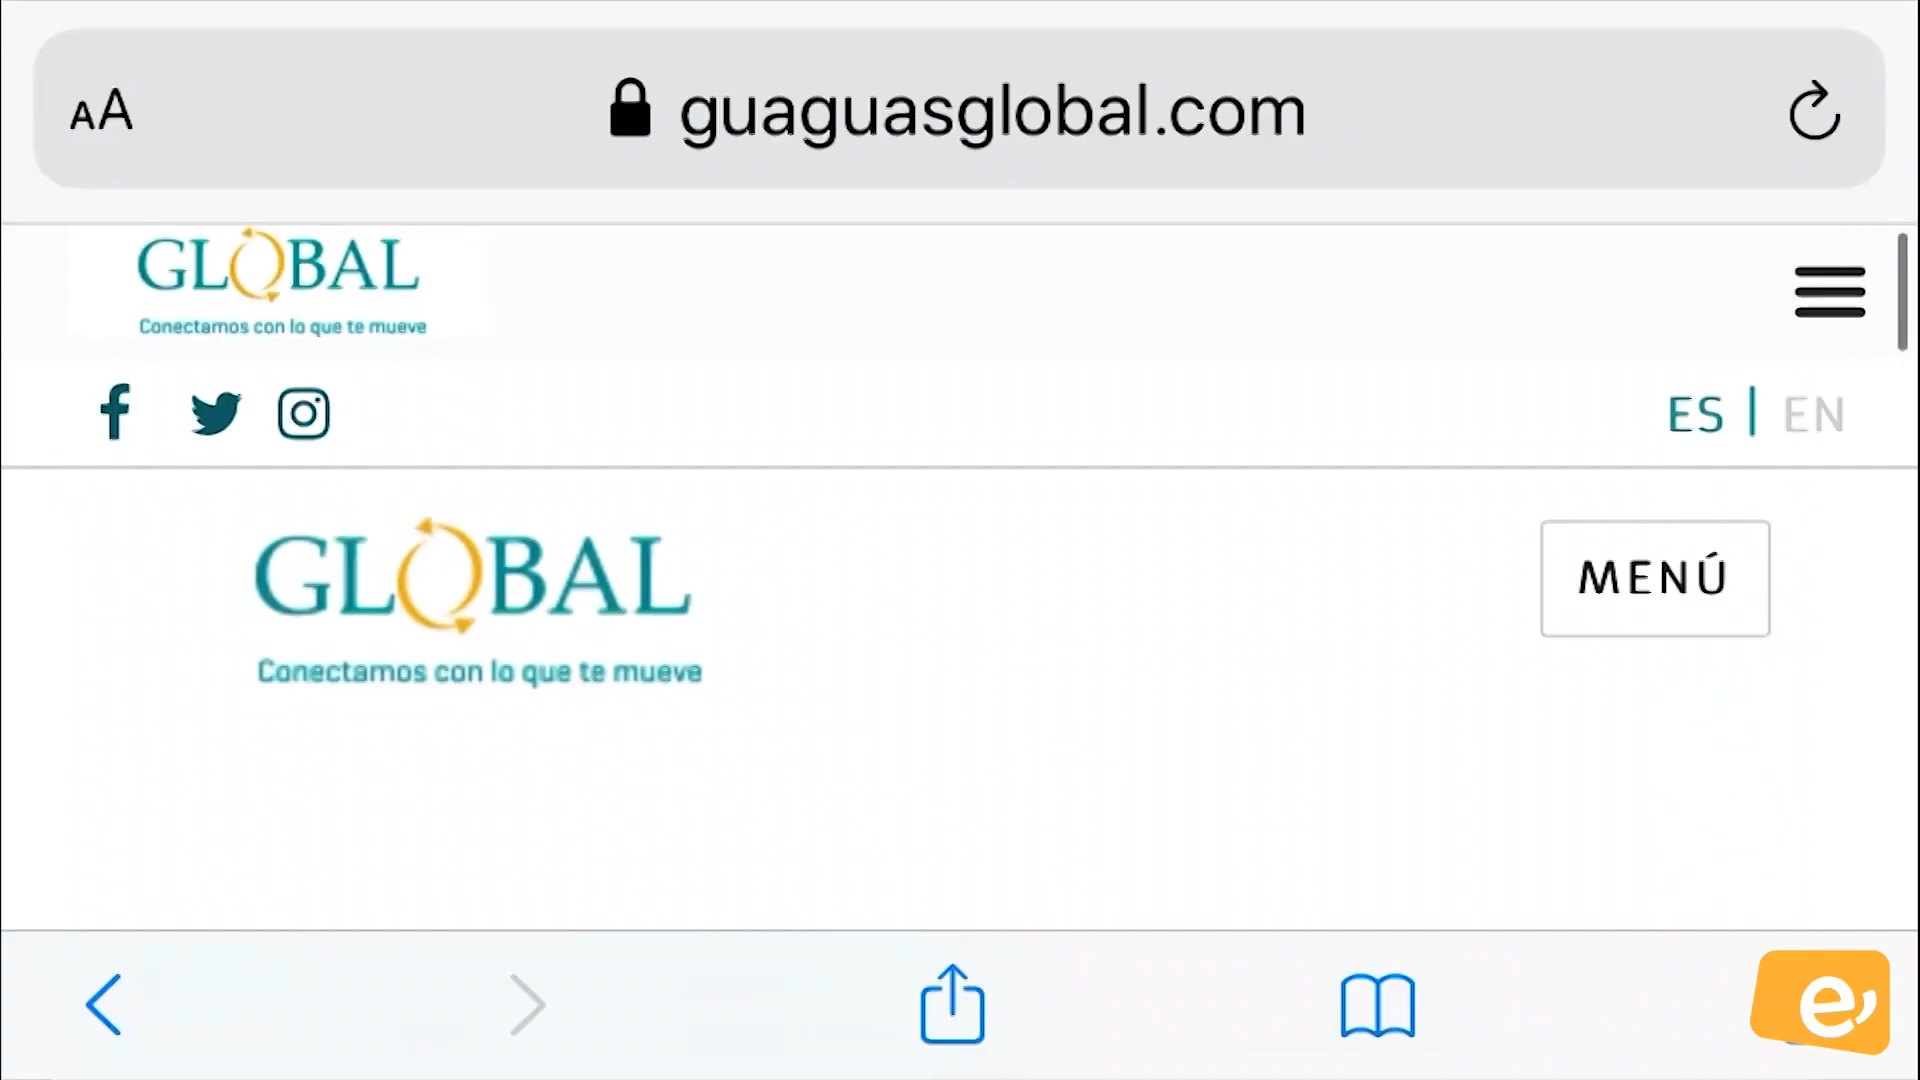 AA guaguasglobal.com
GLOBAL
Conectamos con lo que te mueve
ES | EN
GLOBAL
Conectamos con lo que te mueve
MENÚ
e